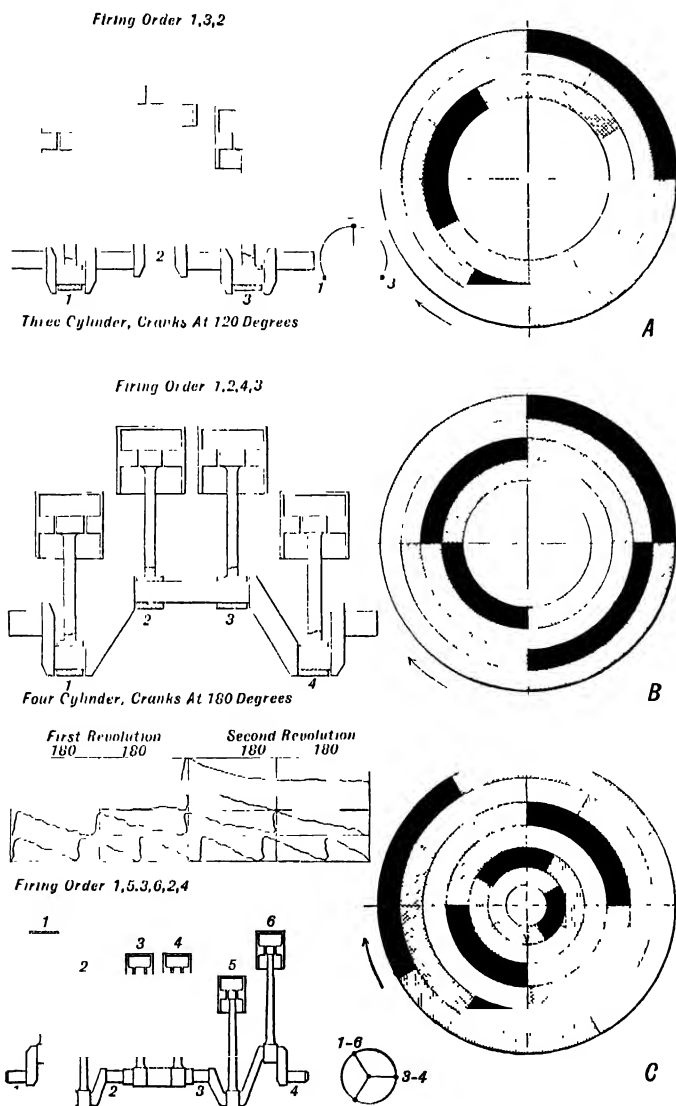 Firing Order 1,3,2
2
1
3
1
3
Three Cylinder, Cranks At 120 Degrees
A
Firing Order 1,2,4,3
2
3
1
4
Four Cylinder, Cranks At 180 Degrees
B
First Revolution
Second Revolution
180
180
180
180
Firing Order 1,5.3,6,2,4
1
2
3
4
5
6
2
3
4
1-6
3-4
C